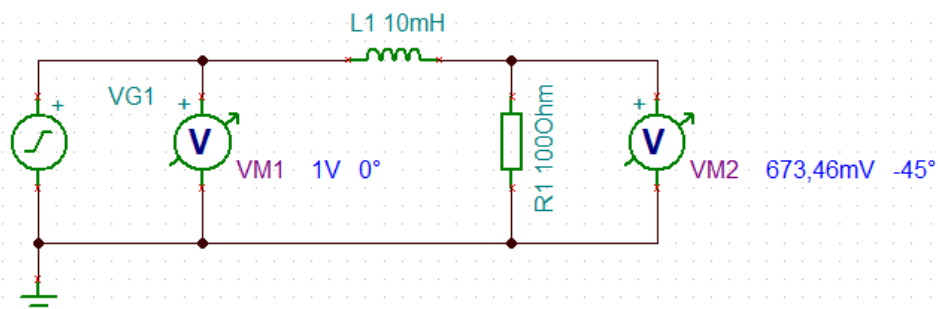 L1 10mH
VG1
+
+
+
V
V
VM1 1V 0°
R1 100Ohm
VM2 673,46mV -45°